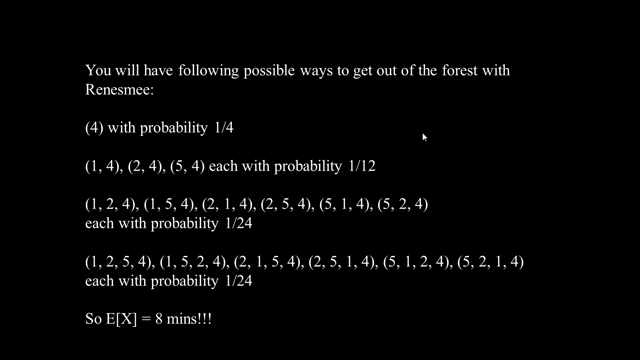 You will have following possible ways to get out of the forest with
Renesmee:
(4) with probability 1/4
(1, 4), (2, 4), (5, 4) each with probability 1/12
(1, 2, 4), (1, 5, 4), (2, 1, 4), (2, 5, 4), (5, 1, 4), (5, 2, 4)
each with probability 1/24
(1, 2, 5, 4), (1, 5, 2, 4), (2, 1, 5, 4), (2, 5, 1, 4), (5, 1, 2, 4), (5, 2, 1, 4)
each with probability 1/24
So E[X] = 8 mins!!!